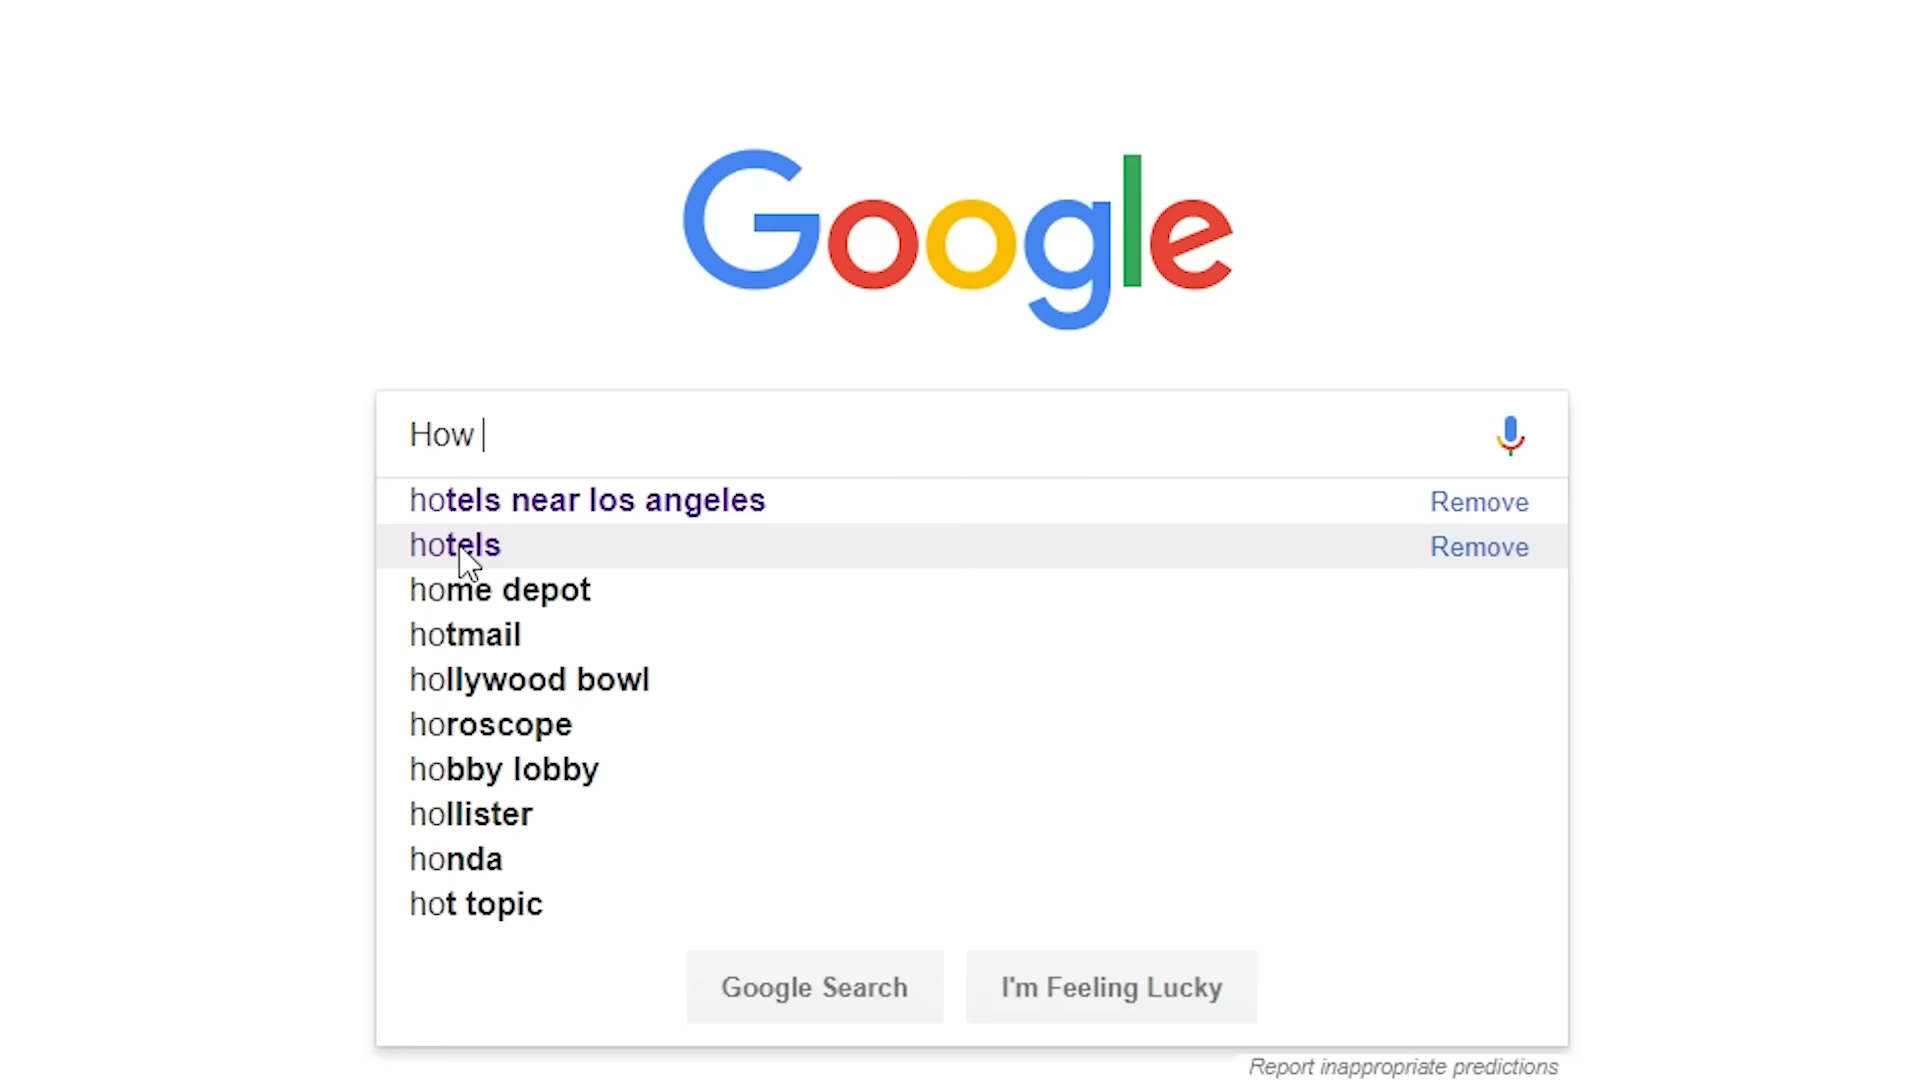 Google
How
hotels near los angeles Remove
hotels Remove
home depot
hotmail
hollywood bowl
horoscope
hobby lobby
hollister
honda
hot topic
Google Search I'm Feeling Lucky
Report inappropriate predictions